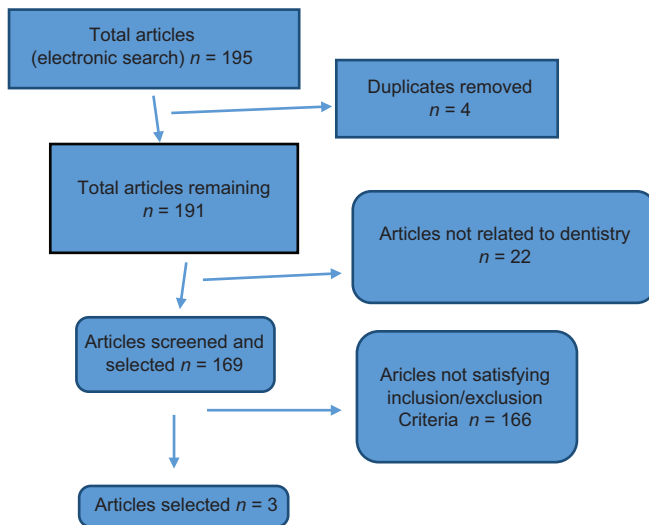 Total articles
(electronic search) n = 195
Duplicates removed
n = 4
Total articles remaining
n = 191
Articles not related to dentistry
n = 22
Articles screened and
selected n = 169
Aricles not satisfying
inclusion/exclusion
Criteria n = 166
Articles selected n = 3